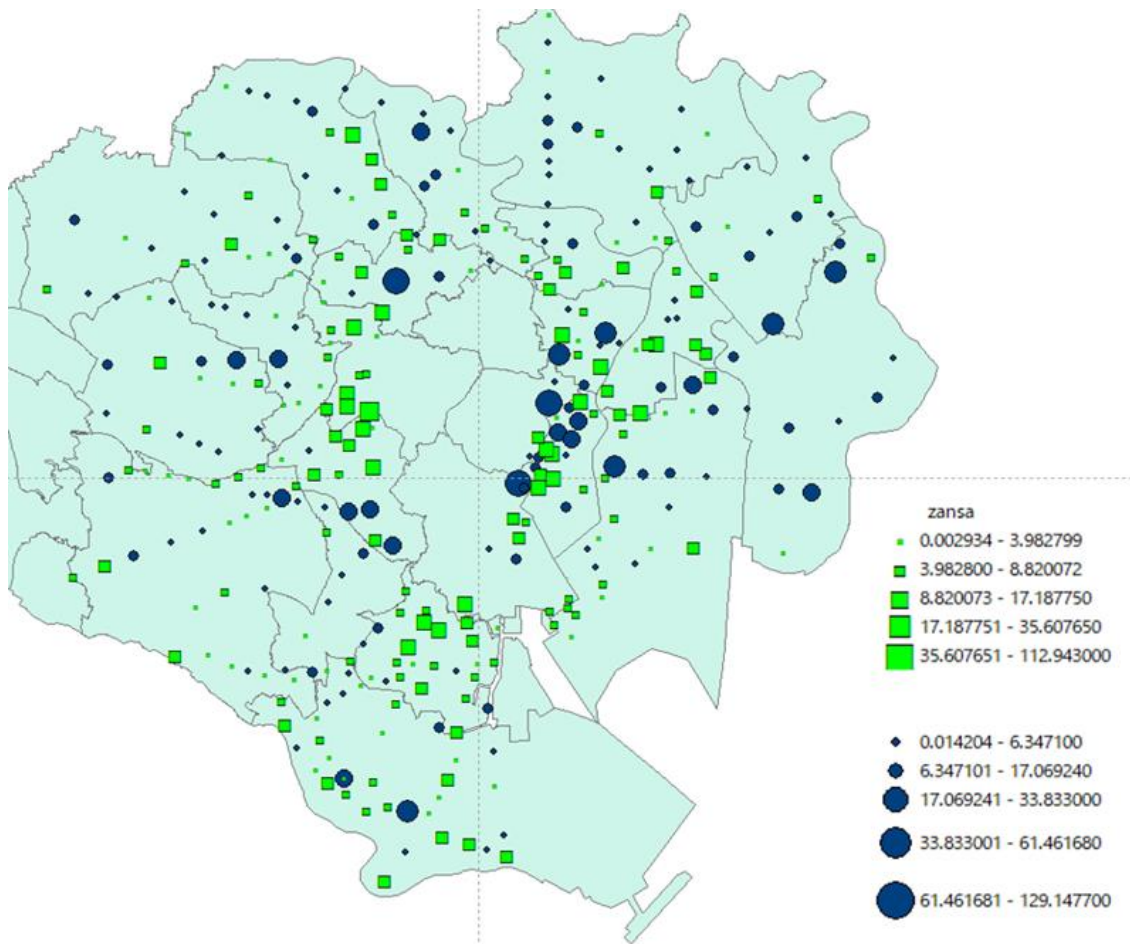 zansa
0.002934 - 3.982799
3.982800 - 8.820072
8.820073 - 17.187750
17.187751 - 35.607650
35.607651 - 112.943000
0.014204 - 6.347100
6.347101 - 17.069240
17.069241 - 33.833000
33.833001 - 61.461680
61.461681 - 129.147700